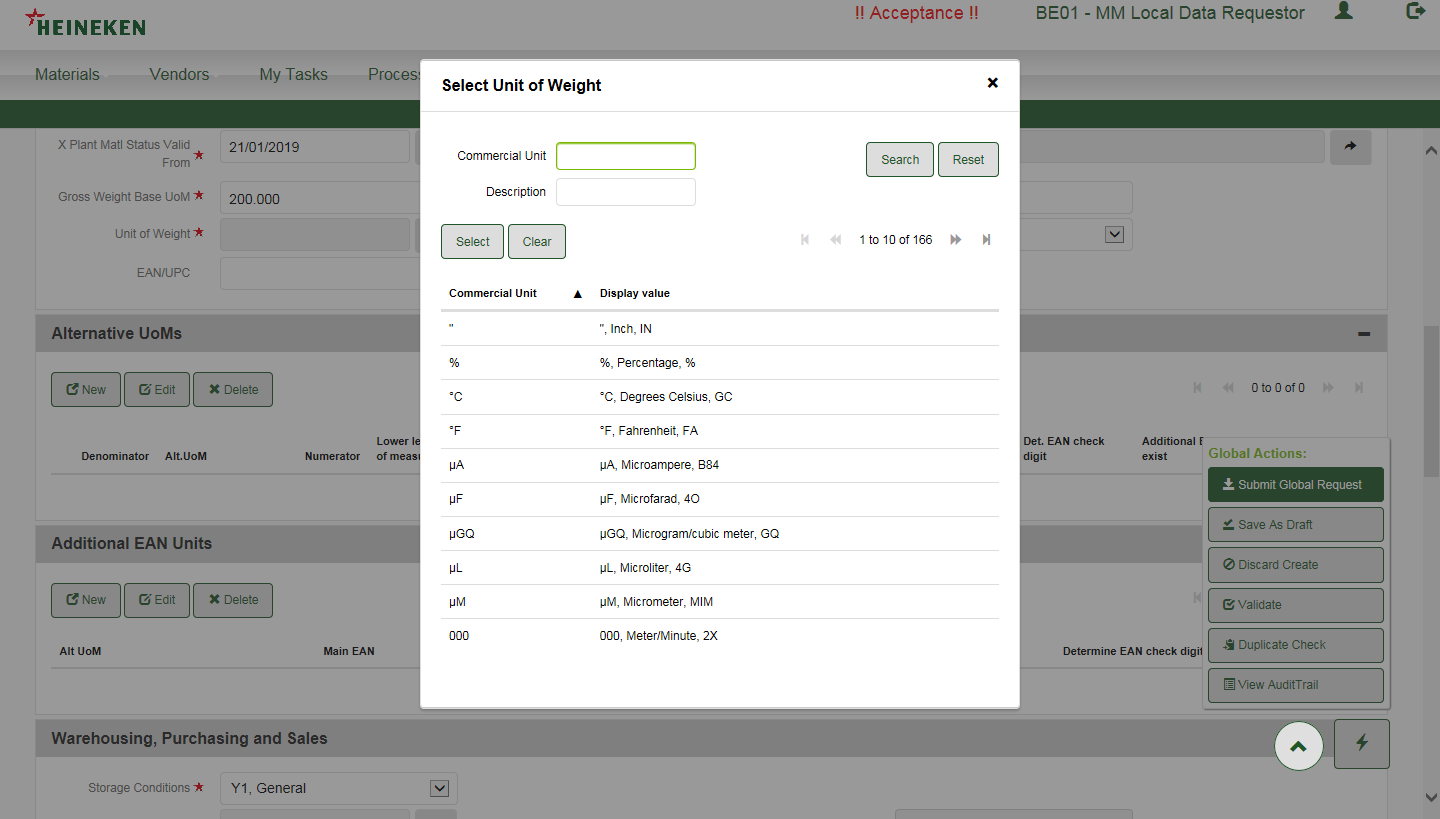 HEINEKEN
!! Acceptance !!
BE01 - MM Local Data Requestor
Materials
Vendors
My Tasks
Select Unit of Weight
X Plant Matl Status Valid
From
21/01/2019
Gross Weight Base UoM
200.000
Unit of Weight
EAN/UPC
Commercial Unit
Search
Reset
Description
Select
Clear
1 to 10 of 166
Commercial Unit ▲ Display value
" ", Inch, IN
% %, Percentage, %
°C °C, Degrees Celsius, GC
°F °F, Fahrenheit, FA
µA µA, Microampere, B84
µF µF, Microfarad, 4O
µGQ µGQ, Microgram/cubic meter, GQ
µL µL, Microliter, 4G
µM µM, Micrometer, MIM
000 000, Meter/Minute, 2X
Alternative UoMs
New
Edit
Delete
0 to 0 of 0
Denominator
Alt.UoM
Numerator
Lower
of
Det. EAN check
digit
Additional
exist
Additional EAN Units
New
Edit
Delete
Alt UoM
Main EAN
Determine EAN check digit
Global Actions:
Submit Global Request
Save As Draft
Discard Create
Validate
Duplicate Check
View AuditTrail
Warehousing, Purchasing and Sales
Storage Conditions
Y1, General